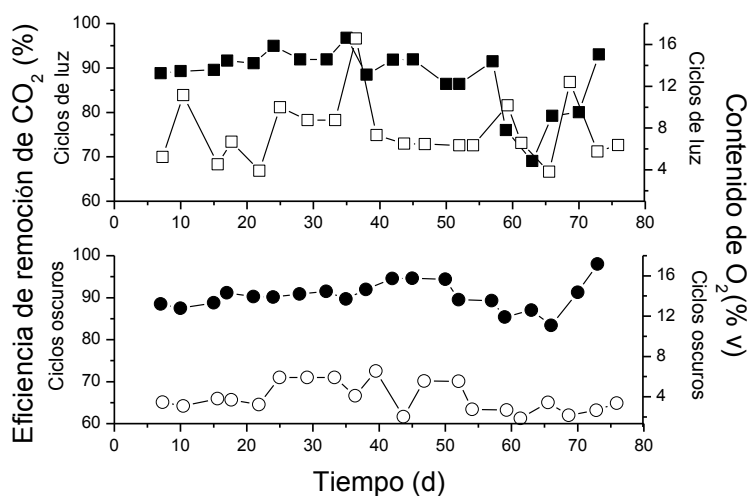 Eficiencia de remoción de CO2 (%)
Ciclos de luz
100
90
80
70
60
16
12
8
4
Ciclos de luz
Contenido de O2(% v)
0 10 20 30 40 50 60 70 80
Ciclos oscuros
100
90
80
70
60
16
12
8
4
Ciclos oscuros
0 10 20 30 40 50 60 70 80
Tiempo (d)